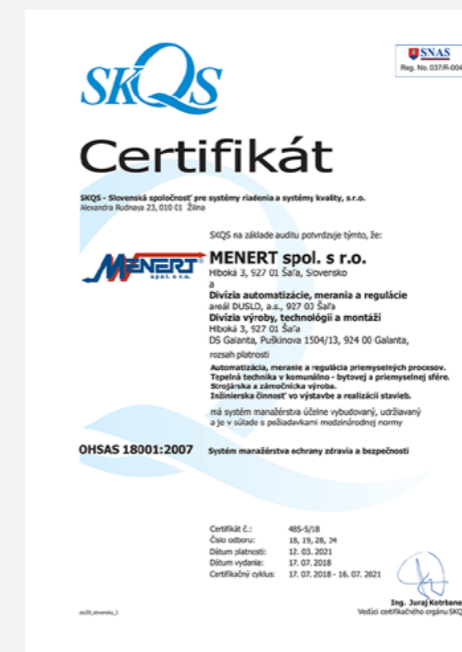 SKQS
SNAS
Reg. No. 037/R-004
Certifikát
SKQS - Slovenská spoločnosť pre systémy riadenia a systémy kvality, s.r.o.
Alexandra Rudnaya 23, 010 01 Žilina
SKQS na základe auditu potvrdzuje týmto, že:
MENERT
spol. s r.o.
MENERT spol. s r.o.
Hlboká 3, 927 01 Šaľa, Slovensko
a
Divízia automatizácie, merania a regulácie
areál DUSLO, a.s., 927 03 Šaľa
Divízia výroby, technológií a montáží
Hlboká 3, 927 01 Šaľa
DS Galanta, Puškinova 1504/13, 924 00 Galanta,
rozsah platnosti
Automatizácia, meranie a regulácia priemyselných procesov.
Tepelná technika v komunálno - bytovej a priemyselnej sfére.
Strojárska a zámočnícka výroba.
Inžinierska činnosť vo výstavbe a realizácii stavieb.
má systém manažérstva účelne vybudovaný, udržiavaný
a je v súlade s požiadavkami medzinárodnej normy
OHSAS 18001:2007 Systém manažérstva ochrany zdravia a bezpečnosti
Certifikát č.: 485-S/18
Číslo odboru: 18, 19, 28, 34
Dátum platnosti: 12. 03. 2021
Dátum vydania: 17. 07. 2018
Certifikačný cyklus: 17. 07. 2018 - 16. 07. 2021
Ing. Juraj Kotrbane
Vedúci certifikačného orgánu SKQ